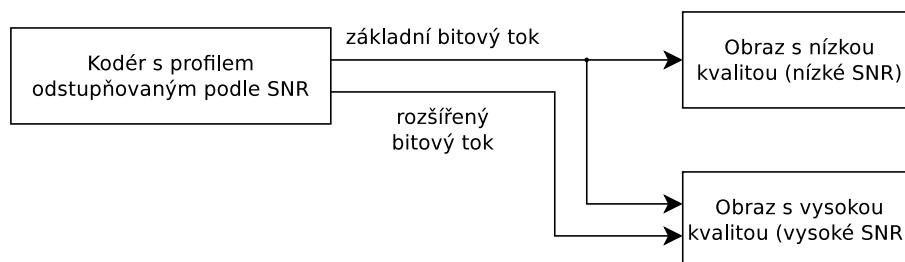 Kodér s profilem
odstupňovaným podle SNR
základní bitový tok
rozšířený
bitový tok
Obraz s nízkou
kvalitou (nízké SNR)
Obraz s vysokou
kvalitou (vysoké SNR